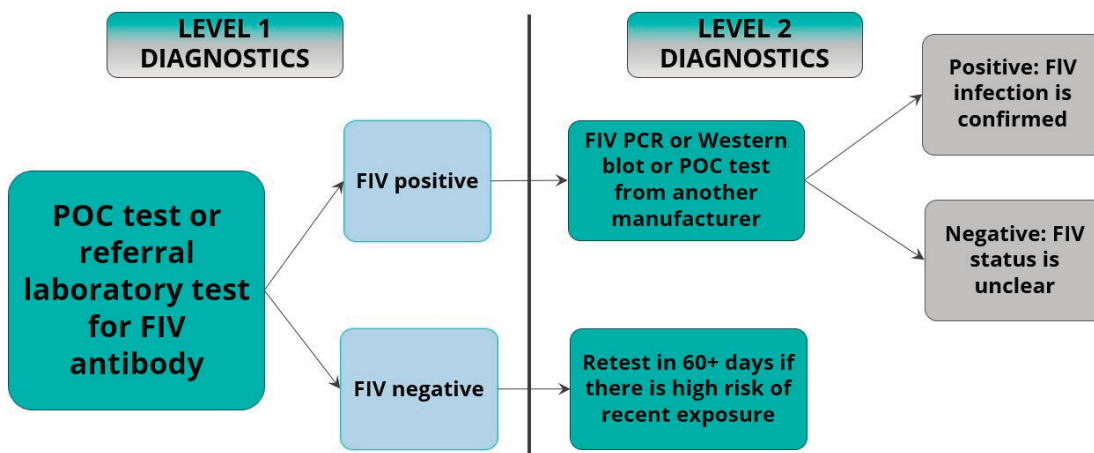 LEVEL 1
DIAGNOSTICS
LEVEL 2
DIAGNOSTICS
POC test or
referral
laboratory test
for FIV
antibody
FIV positive
FIV negative
FIV PCR or Western
blot or POC test
from another
manufacturer
Retest in 60+ days if
there is high risk of
recent exposure
Positive: FIV
infection is
confirmed
Negative: FIV
status is
unclear